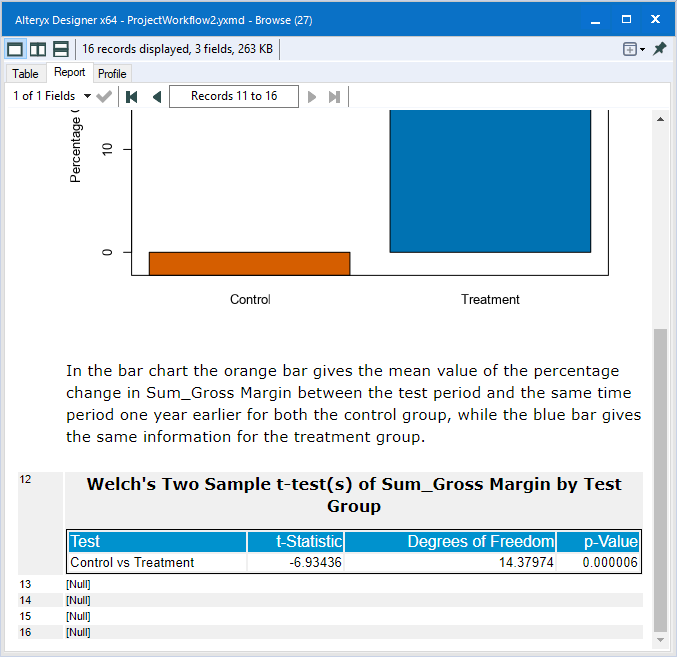 Alteryx Designer x64 - ProjectWorkflow2.yxmd - Browse (27)
16 records displayed, 3 fields, 263 KB
Table Report Profile
1 of 1 Fields Records 11 to 16
Percentage
10
0
Control Treatment
In the bar chart the orange bar gives the mean value of the percentage
change in Sum_Gross Margin between the test period and the same time
period one year earlier for both the control group, while the blue bar gives
the same information for the treatment group.
12 Welch's Two Sample t-test(s) of Sum_Gross Margin by Test
Group
Test t-Statistic Degrees of Freedom p-Value
Control vs Treatment -6.93436 14.37974 0.000006
13 [Null]
14 [Null]
15 [Null]
16 [Null]